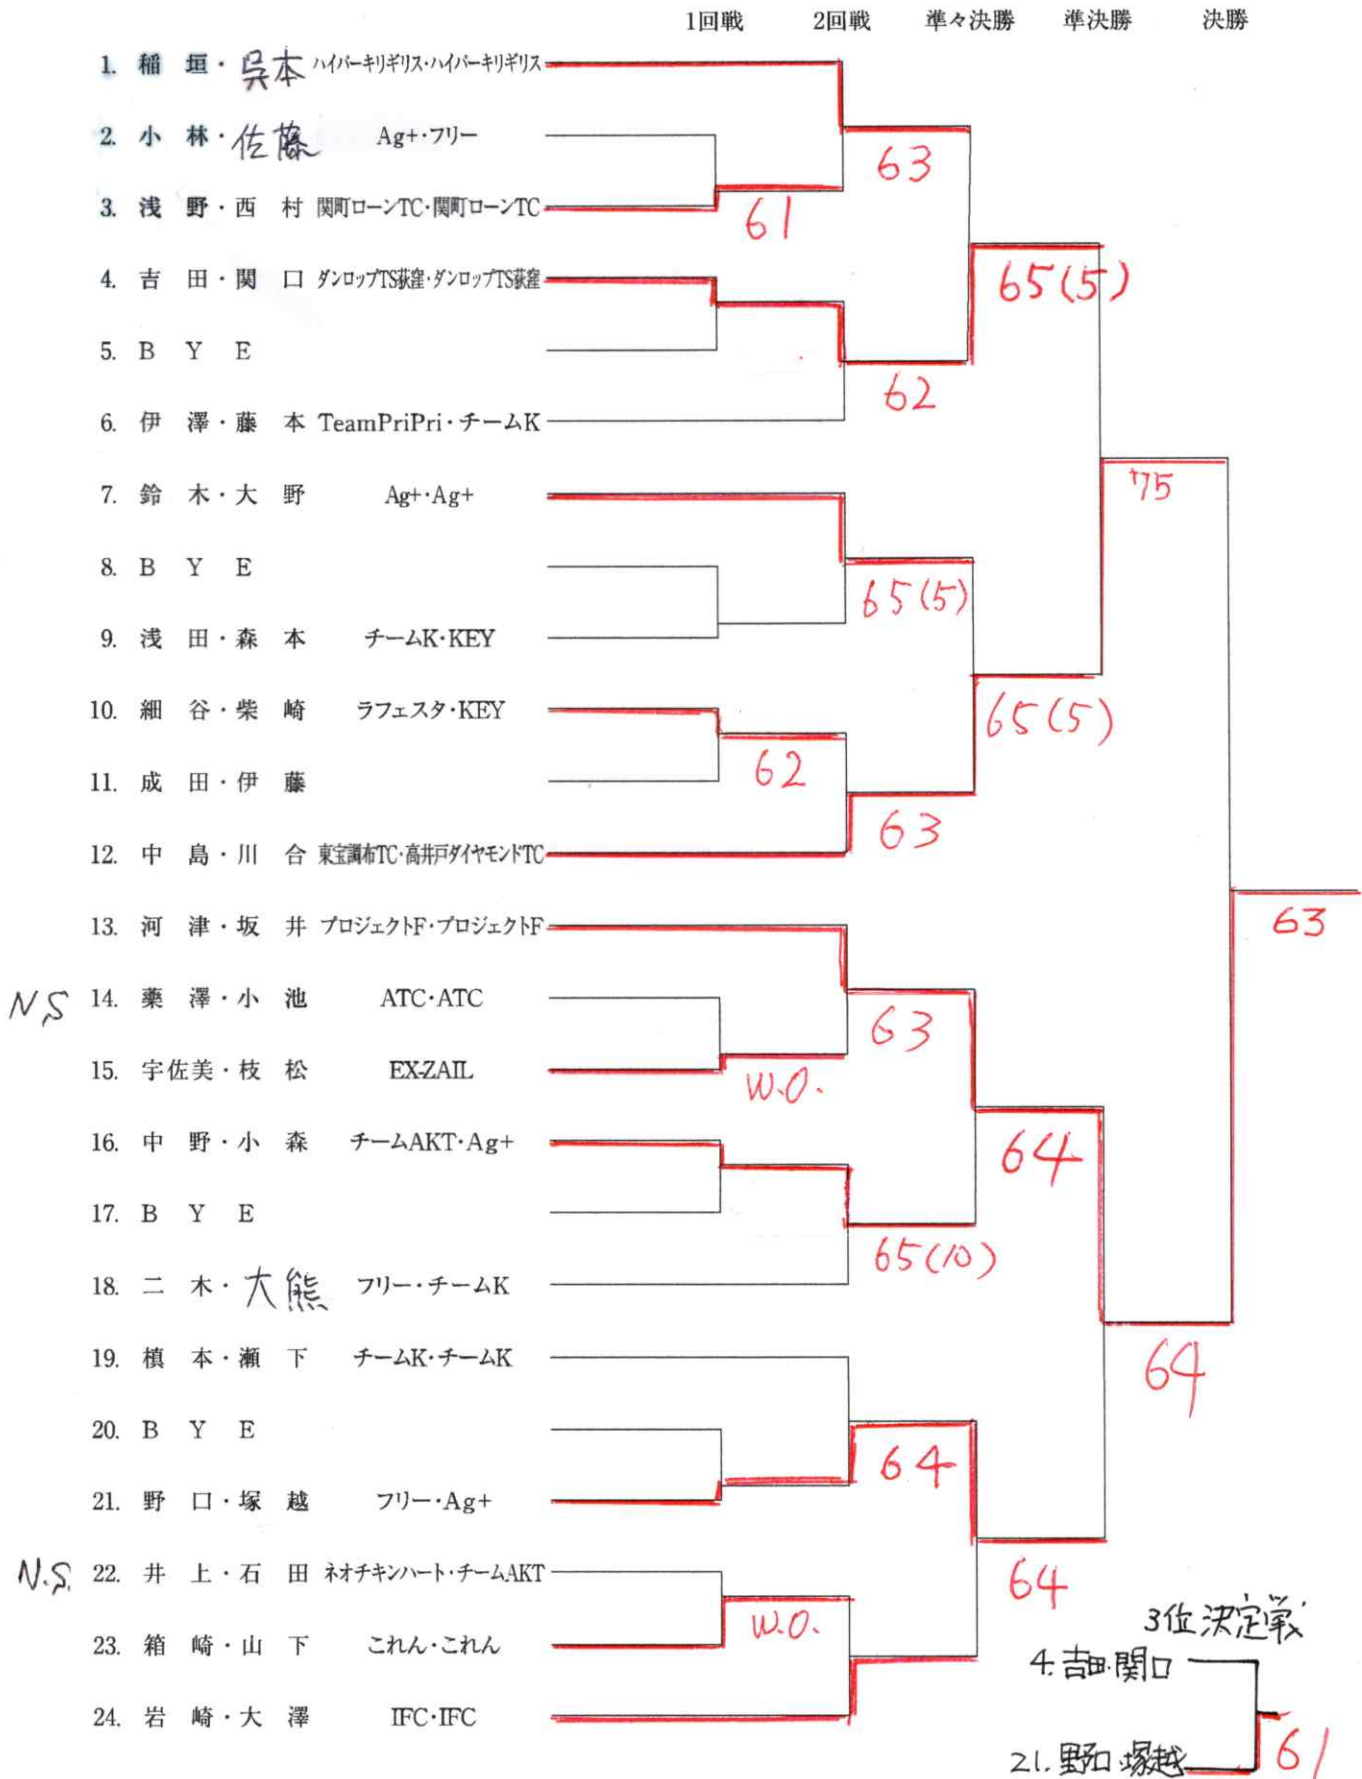 1回戦 2回戦 準々決勝 準決勝 決勝
1. 稲垣・呉本 ハイパーキリギリス・ハイパーキリギリス
2. 小林・佐藤 Ag+・フリー
63
3. 浅野・西村 関町ローンTC・関町ローンTC
61
4. 吉田・関口 ダンロップTS荻窪・ダンロップTS荻窪
65(5)
5. BYE
62
6. 伊澤・藤本 TeamPriPri・チームK
7. 鈴木・大野 Ag+・Ag+
75
8. BYE
65(5)
9. 浅田・森本 チームK・KEY
10. 細谷・柴崎 ラフェスタ・KEY
65(5)
11. 成田・伊藤
62
12. 中島・川合 東宝調布TC・高井戸ダイヤモンドTC
63
13. 河津・坂井 プロジェクトF・プロジェクトF
63
NS 14. 藥澤・小池 ATC・ATC
63
15. 宇佐美・枝松 EX-ZAIL
W.O.
16. 中野・小森 チームAKT・Ag+
64
17. BYE
65(10)
18. 二木・大熊 フリー・チームK
19. 槙本・瀬下 チームK・チームK
64
20. BYE
64
21. 野口・塚越 フリー・Ag+
N.S. 22. 井上・石田 ネオチキンハート・チームAKT
64
23. 箱崎・山下 これん・これん
W.O.
3位決定戦
4. 吉田・関口
24. 岩崎・大澤 IFC・IFC
21. 野口・塚越
61